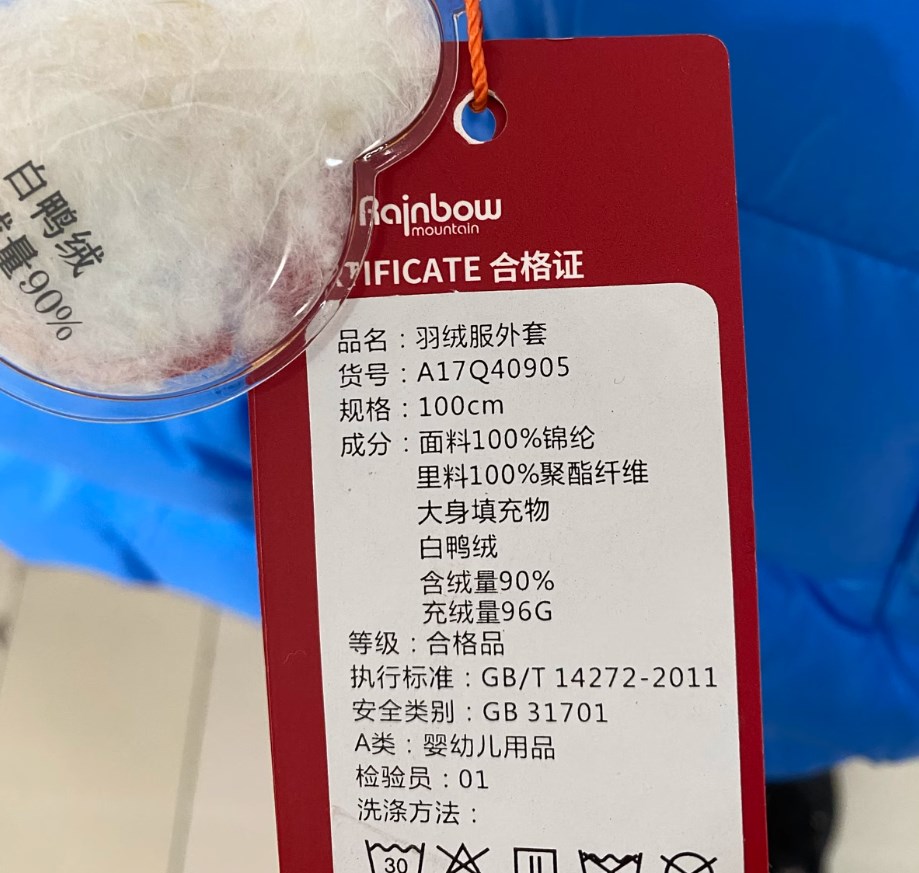 白鸭绒
量90%
Rainbow
mountain
TIFICATE 合格证
品名：羽绒服外套
货号：A17Q40905
规格：100cm
成分：面料100%锦纶
里料100%聚酯纤维
大身填充物
白鸭绒
含绒量90%
充绒量96G
等级：合格品
执行标准：GB/T 14272-2011
安全类别：GB 31701
A类：婴幼儿用品
检验员：01
洗涤方法：
30